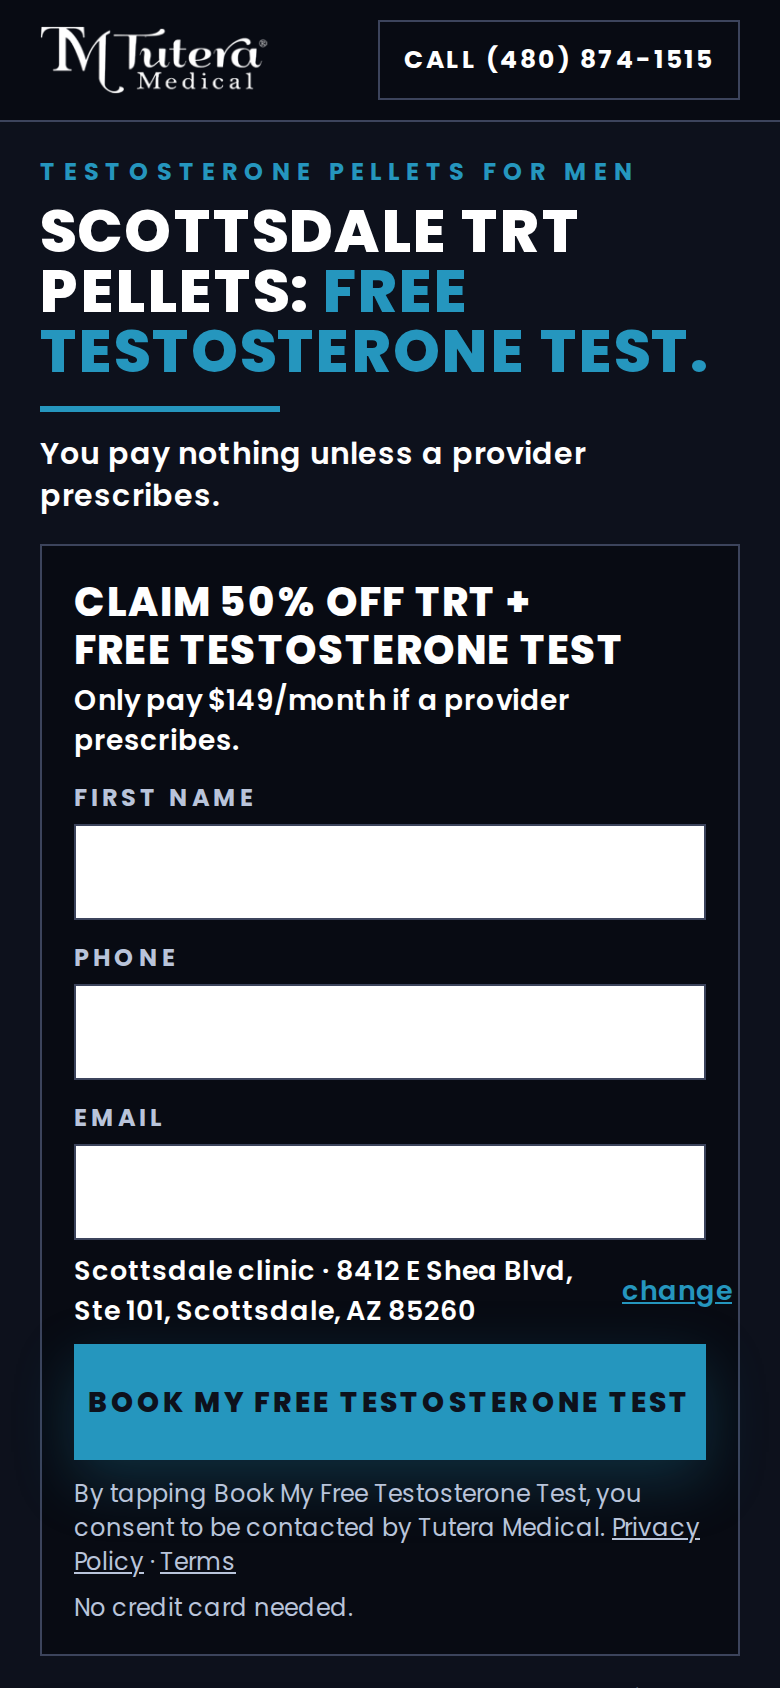 TM Tutera®
Medical
CALL (480) 874-1515
TESTOSTERONE PELLETS FOR MEN
SCOTTSDALE TRT
PELLETS: FREE
TESTOSTERONE TEST.
You pay nothing unless a provider
prescribes.
CLAIM 50% OFF TRT +
FREE TESTOSTERONE TEST
Only pay $149/month if a provider
prescribes.
FIRST NAME
PHONE
EMAIL
Scottsdale clinic · 8412 E Shea Blvd,
Ste 101, Scottsdale, AZ 85260
change
BOOK MY FREE TESTOSTERONE TEST
By tapping Book My Free Testosterone Test, you
consent to be contacted by Tutera Medical. Privacy
Policy · Terms
No credit card needed.